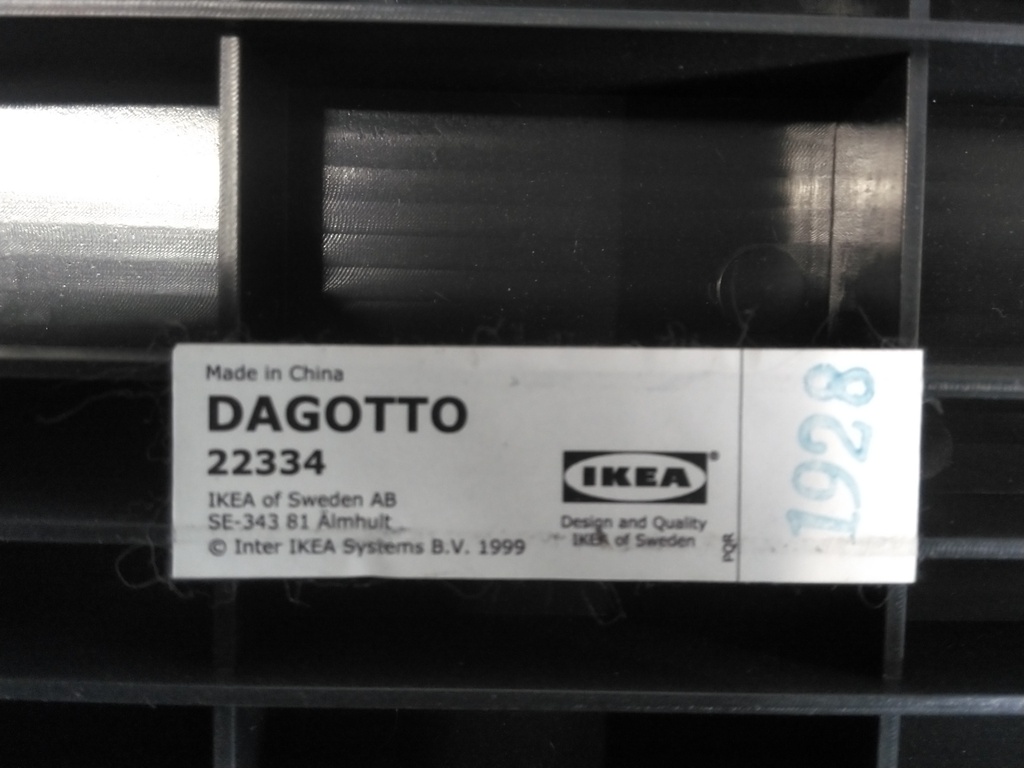 Made in China
DAGOTTO
22334
IKEA of Sweden AB
SE-343 81 Älmhult
© Inter IKEA Systems B.V. 1999
IKEA®
Design and Quality
IKEA of Sweden
PQR
1928